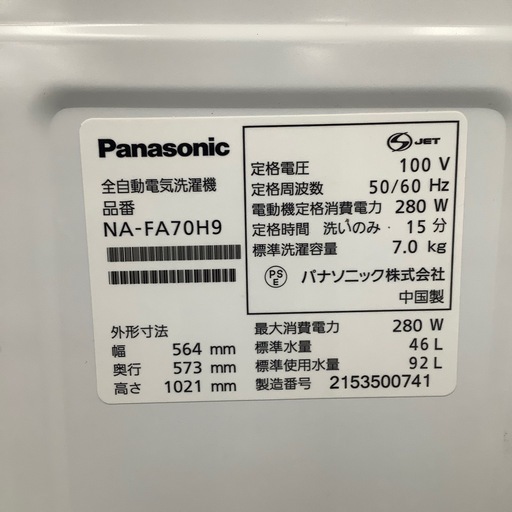 Panasonic
全自動電気洗濯機
品番
NA-FA70H9
外形寸法
幅 564 mm
奥行 573 mm
高さ 1021 mm
S JET
定格電圧 100 V
定格周波数 50/60 Hz
電動機定格消費電力 280 W
定格時間 洗いのみ・15 分
標準洗濯容量 7.0 kg
PS E パナソニック株式会社
中国製
最大消費電力 280 W
標準水量 46 L
標準使用水量 92 L
製造番号 2153500741